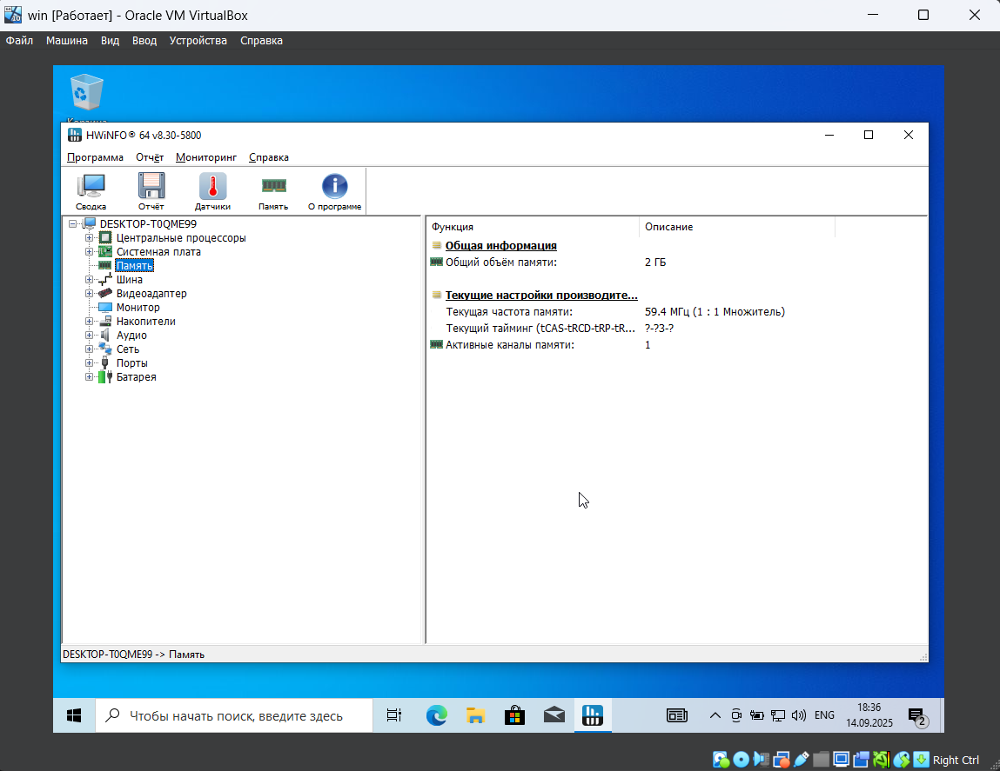 win [Работает] - Oracle VM VirtualBox
Файл Машина Вид Ввод Устройства Справка
HWiNFO® 64 v8.30-5800
Программа Отчёт Мониторинг Справка
Сводка Отчёт Датчики Память О программе
DESKTOP-T0QME99
Центральные процессоры
Системная плата
Память
Шина
Видеоадаптер
Монитор
Накопители
Аудио
Сеть
Порты
Батарея
Функция Описание
Общая информация
Общий объём памяти: 2 ГБ
Текущие настройки производите...
Текущая частота памяти: 59.4 МГц (1 : 1 Множитель)
Текущий тайминг (tCAS-tRCD-tRP-tR... ?-?3-?
Активные каналы памяти: 1
DESKTOP-T0QME99 -> Память
Чтобы начать поиск, введите здесь
ENG
18:36
14.09.2025
2
Right Ctrl